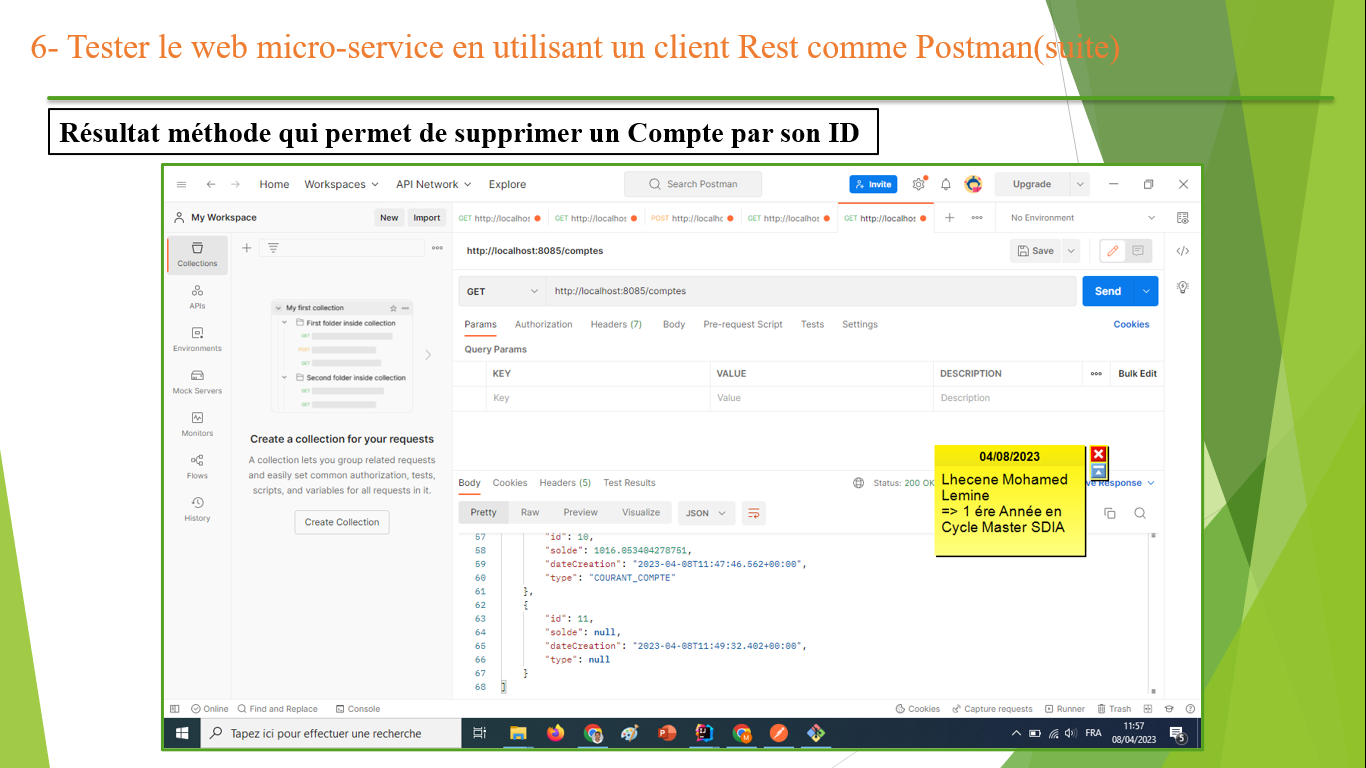 6- Tester le web micro-service en utilisant un client Rest comme Postman(suite)
Résultat méthode qui permet de supprimer un Compte par son ID
Home Workspaces API Network Explore
Search Postman
Invite
Upgrade
My Workspace
New Import
GET http://localhos GET http://localhos POST http://localhc GET http://localhos GET http://localhos
No Environment
Collections
APIs
Environments
Mock Servers
Monitors
Flows
History
My first collection
First folder inside collection
GET
POST
GET
Second folder inside collection
GET
GET
Create a collection for your requests
A collection lets you group related requests
and easily set common authorization, tests,
scripts, and variables for all requests in it.
Create Collection
http://localhost:8085/comptes
Save
GET http://localhost:8085/comptes
Send
Params Authorization Headers (7) Body Pre-request Script Tests Settings
Cookies
Query Params
KEY VALUE DESCRIPTION
Bulk Edit
Key Value Description
Body Cookies Headers (5) Test Results
Status: 200 OK
ve Response
Pretty Raw Preview Visualize JSON
04/08/2023
Lhecene Mohamed
Lemine
=> 1 ére Année en
Cycle Master SDIA
57 "id": 10,
58 "solde": 1016.053404278751,
59 "dateCreation": "2023-04-08T11:47:46.562+00:00",
60 "type": "COURANT_COMPTE"
61 },
62 {
63 "id": 11,
64 "solde": null,
65 "dateCreation": "2023-04-08T11:49:32.402+00:00",
66 "type": null
67 }
68 ]
Online Find and Replace Console
Cookies Capture requests Runner Trash
Tapez ici pour effectuer une recherche
FRA
11:57
08/04/2023
5